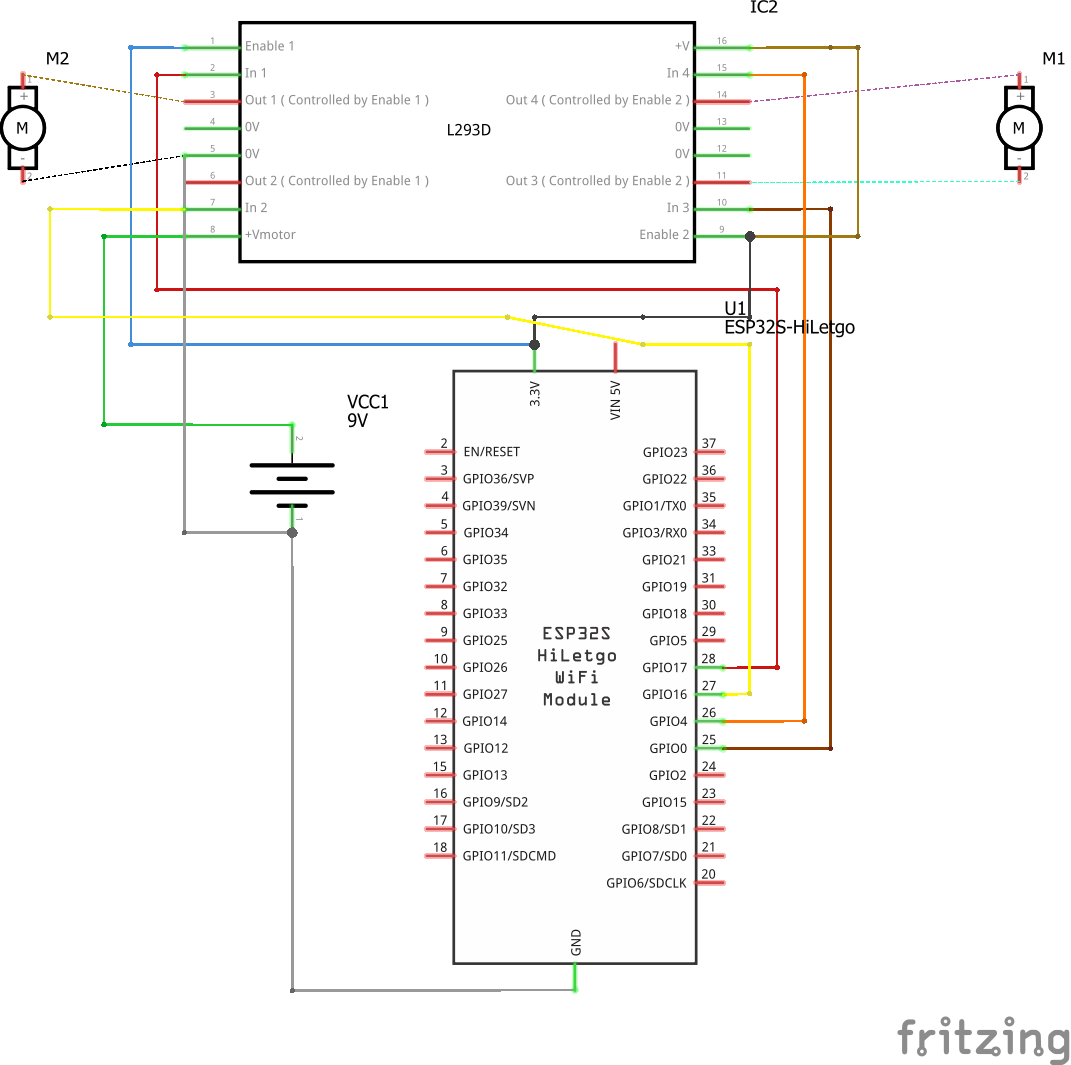 IC2
M2
M1
1
Enable 1
+V
16
2
In 1
In 4
15
3
Out 1 ( Controlled by Enable 1 )
Out 4 ( Controlled by Enable 2 )
14
4
0V
0V
13
L293D
5
0V
0V
12
6
Out 2 ( Controlled by Enable 1 )
Out 3 ( Controlled by Enable 2 )
11
7
In 2
In 3
10
8
+Vmotor
Enable 2
9
1
+
M
-
2
1
+
M
-
2
U1
ESP32S-HiLetgo
VCC1
9V
2
1
3.3V
VIN 5V
2
EN/RESET
GPIO23
37
3
GPIO36/SVP
GPIO22
36
4
GPIO39/SVN
GPIO1/TX0
35
5
GPIO34
GPIO3/RX0
34
6
GPIO35
GPIO21
33
7
GPIO32
GPIO19
31
8
GPIO33
GPIO18
30
9
GPIO25
GPIO5
29
10
GPIO26
GPIO17
28
11
GPIO27
GPIO16
27
12
GPIO14
GPIO4
26
13
GPIO12
GPIO0
25
15
GPIO13
GPIO2
24
16
GPIO9/SD2
GPIO15
23
17
GPIO10/SD3
GPIO8/SD1
22
18
GPIO11/SDCMD
GPIO7/SD0
21
GPIO6/SDCLK
20
ESP32S
HiLetgo
WiFi
Module
GND
fritzing